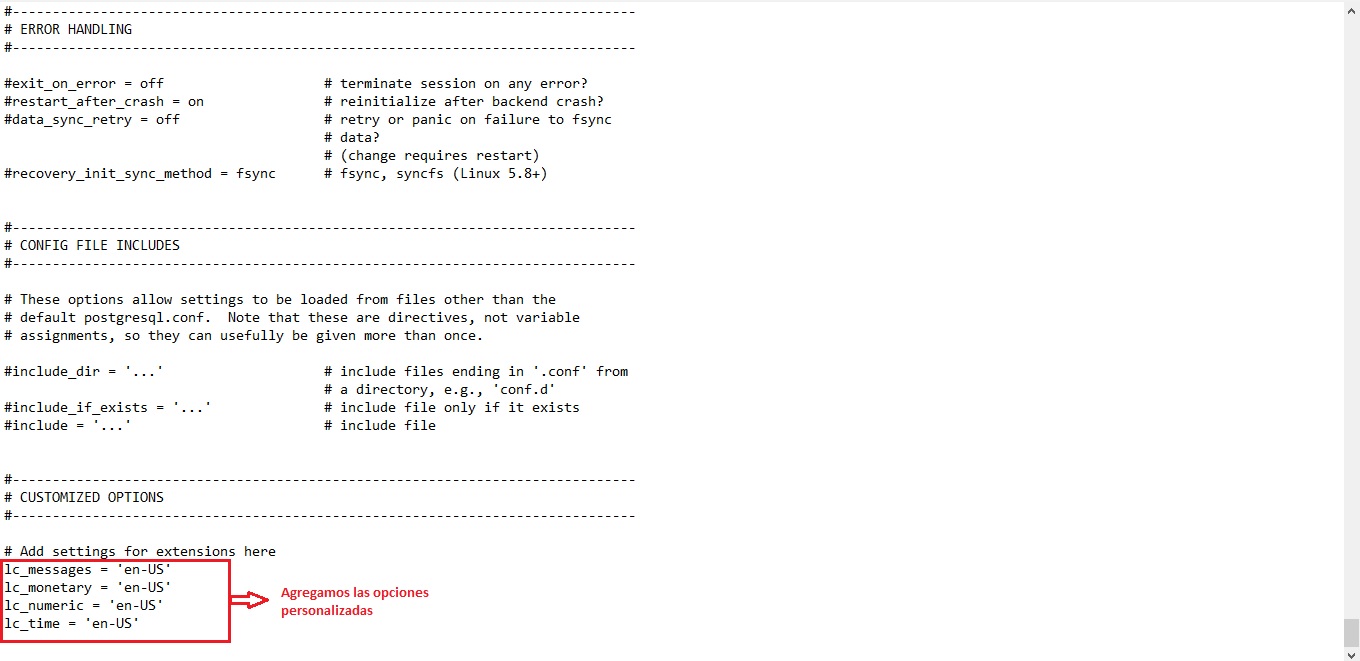 #------------------------------------------------------------------------------
# ERROR HANDLING
#------------------------------------------------------------------------------
#exit_on_error = off # terminate session on any error?
#restart_after_crash = on # reinitialize after backend crash?
#data_sync_retry = off # retry or panic on failure to fsync
# data?
# (change requires restart)
#recovery_init_sync_method = fsync # fsync, syncfs (Linux 5.8+)
#------------------------------------------------------------------------------
# CONFIG FILE INCLUDES
#------------------------------------------------------------------------------
# These options allow settings to be loaded from files other than the
# default postgresql.conf.  Note that these are directives, not variable
# assignments, so they can usefully be given more than once.
#include_dir = '...' # include files ending in '.conf' from
# a directory, e.g., 'conf.d'
#include_if_exists = '...' # include file only if it exists
#include = '...' # include file
#------------------------------------------------------------------------------
# CUSTOMIZED OPTIONS
#------------------------------------------------------------------------------
# Add settings for extensions here
lc_messages = 'en-US'
lc_monetary = 'en-US'
lc_numeric = 'en-US'
lc_time = 'en-US'
Agregamos las opciones
personalizadas